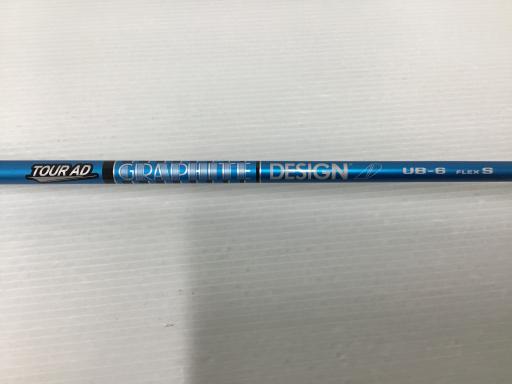 TOUR AD GRAPHITE DESIGN UB-6 FLEX S